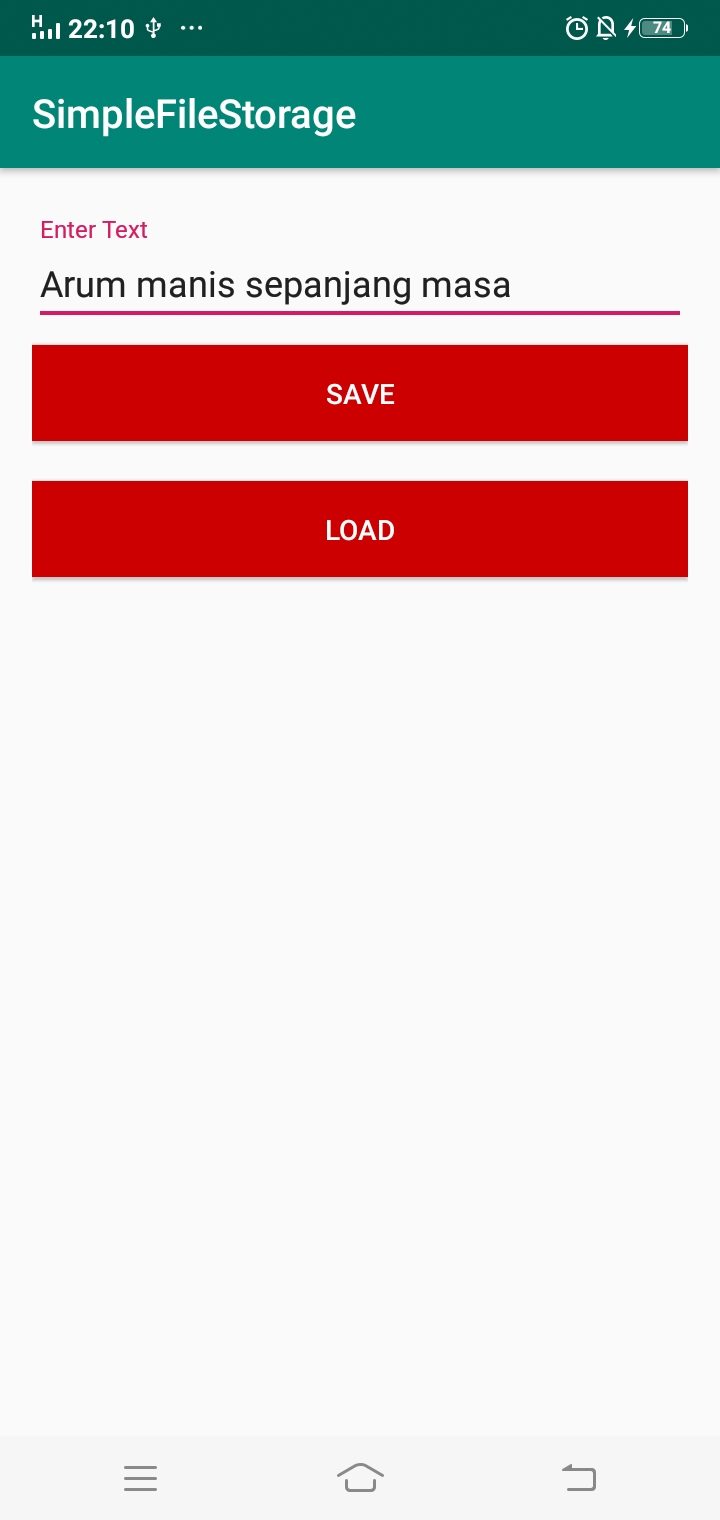 H
22:10
74
SimpleFileStorage
Enter Text
Arum manis sepanjang masa
SAVE
LOAD